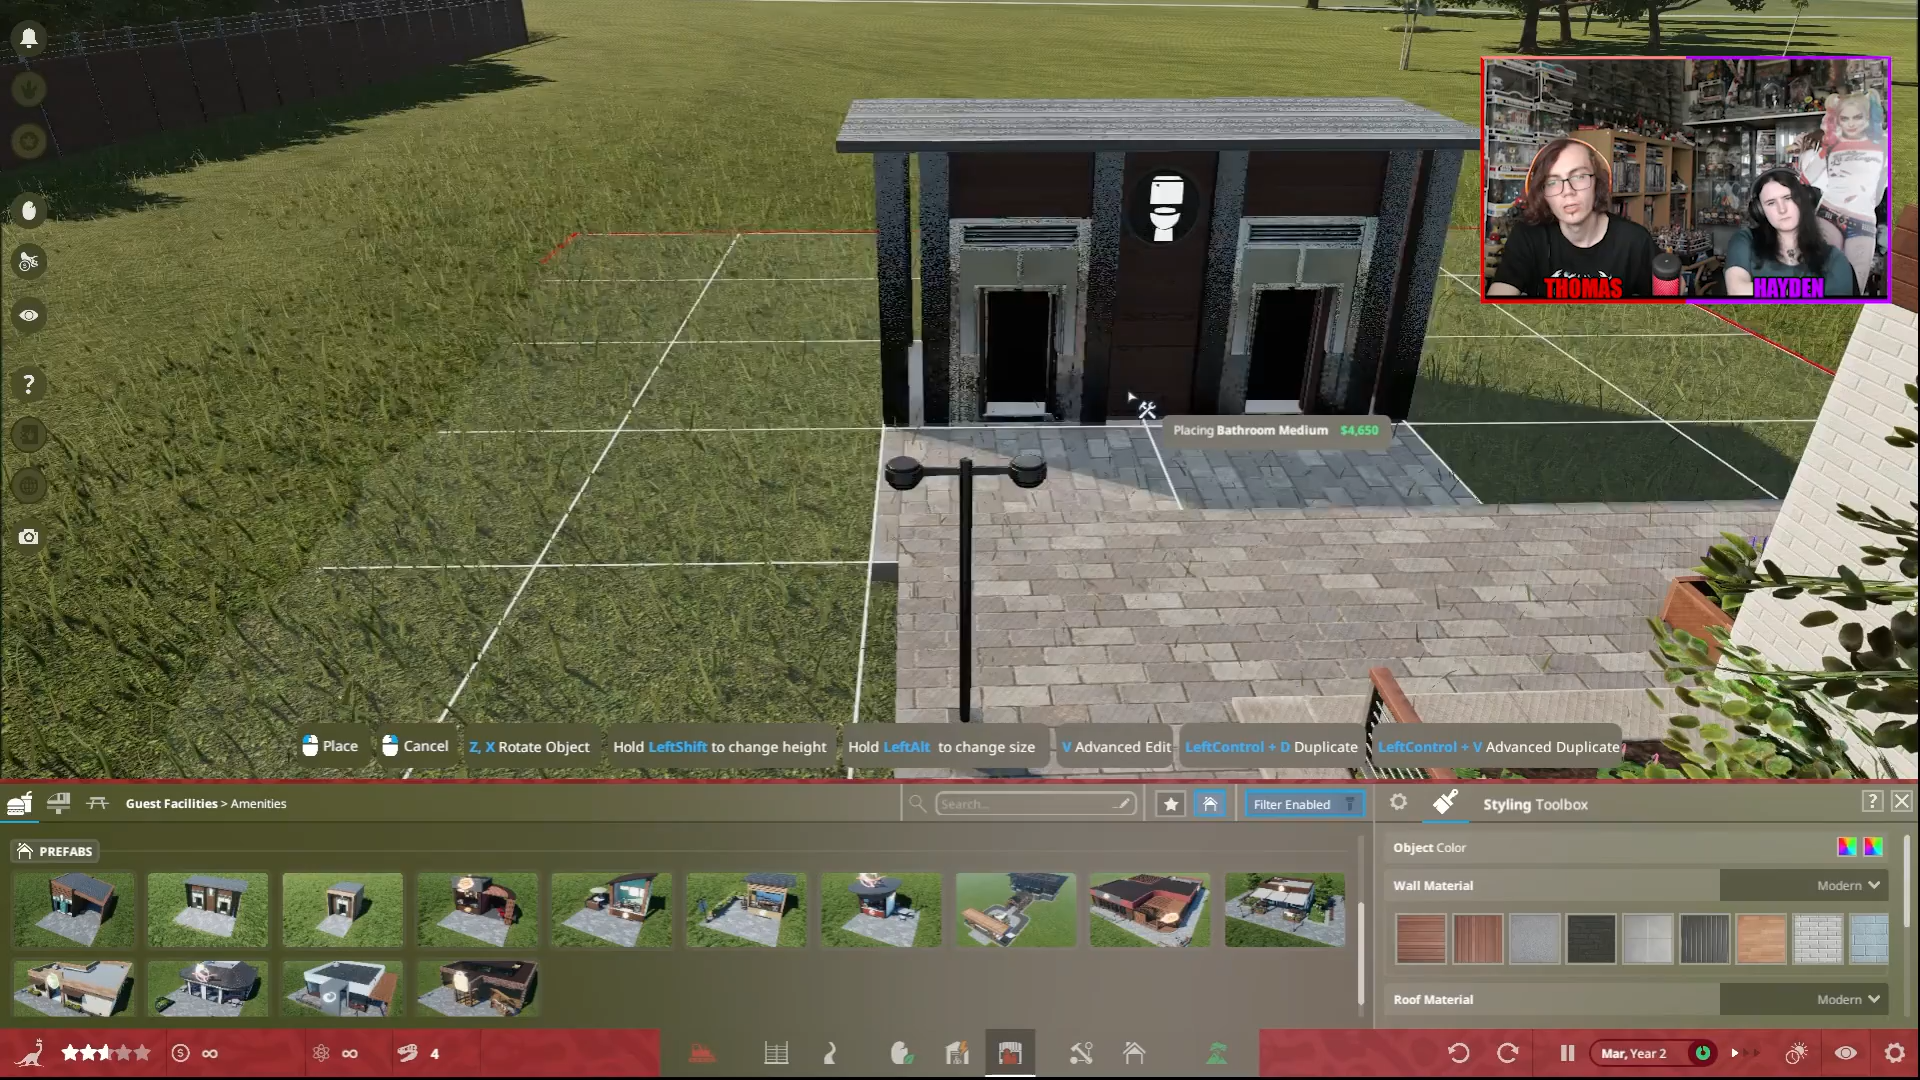 THOMAS
HAYDEN
Placing Bathroom Medium $4,650
Place
Cancel
Z, X Rotate Object
Hold LeftShift to change height
Hold LeftAlt to change size
V Advanced Edit
LeftControl + D Duplicate
LeftControl + V Advanced Duplicate
Guest Facilities > Amenities
Search...
Filter Enabled
Styling Toolbox
?
PREFABS
Object Color
Wall Material
Modern
Roof Material
Modern
∞
∞
4
Mar, Year 2